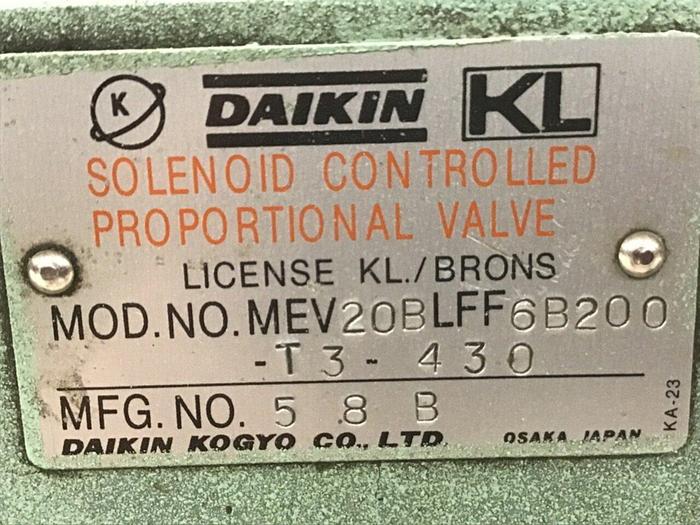 K DAIKIN KL
SOLENOID CONTROLLED
PROPORTIONAL VALVE
LICENSE KL./BRONS
MOD.NO.MEV20BLFF6B200
-T3-430
MFG. NO. 5 8 B
DAIKIN KOGYO CO., LTD. OSAKA JAPAN
KA-23